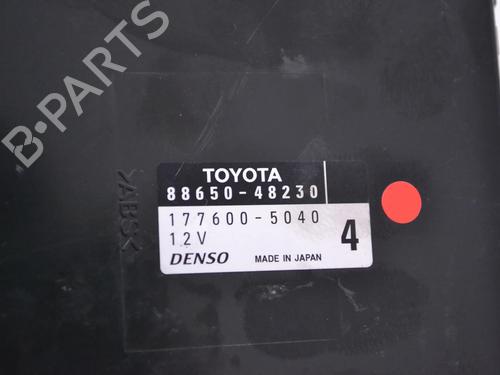 B-PARTS
TOYOTA
88650-48230
177600-5040
12V
4
DENSO MADE IN JAPAN
>ABS<